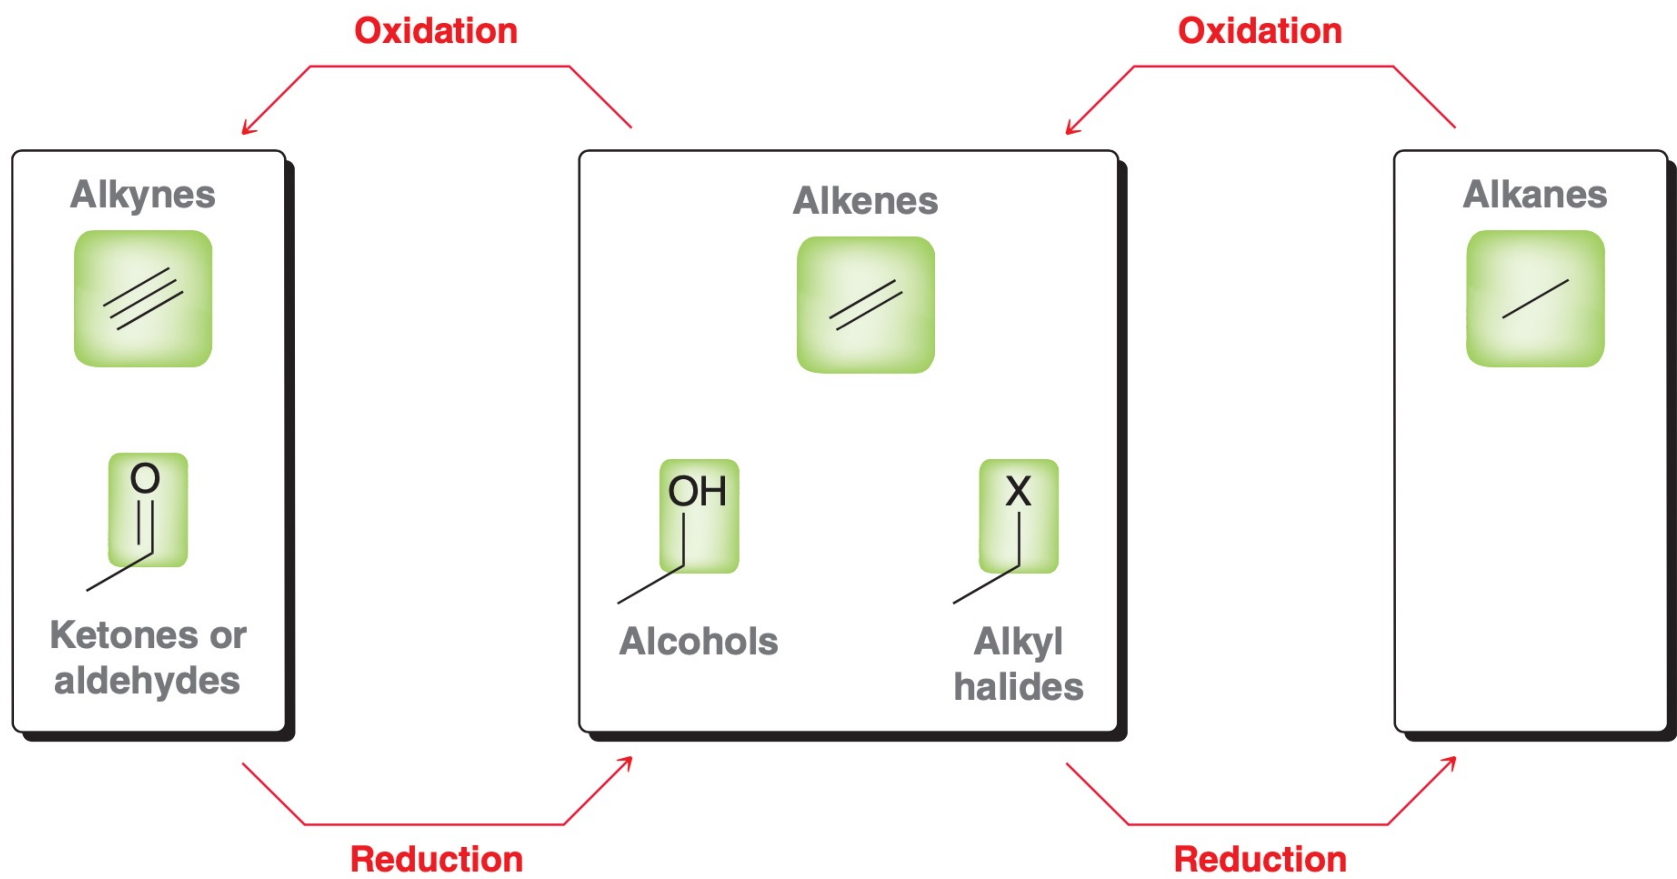 Oxidation
Oxidation
Alkynes
Alkenes
Alkanes
O
OH
X
Ketones or
aldehydes
Alcohols
Alkyl
halides
Reduction
Reduction